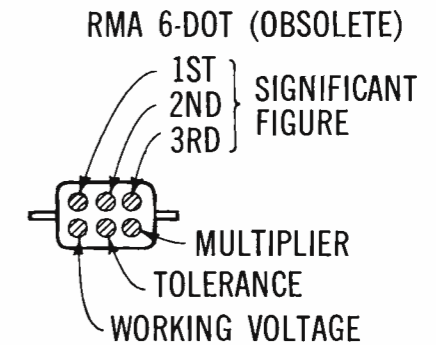 RMA 6-DOT (OBSOLETE)
1ST
2ND
3RD
SIGNIFICANT
FIGURE
MULTIPLIER
TOLERANCE
WORKING VOLTAGE